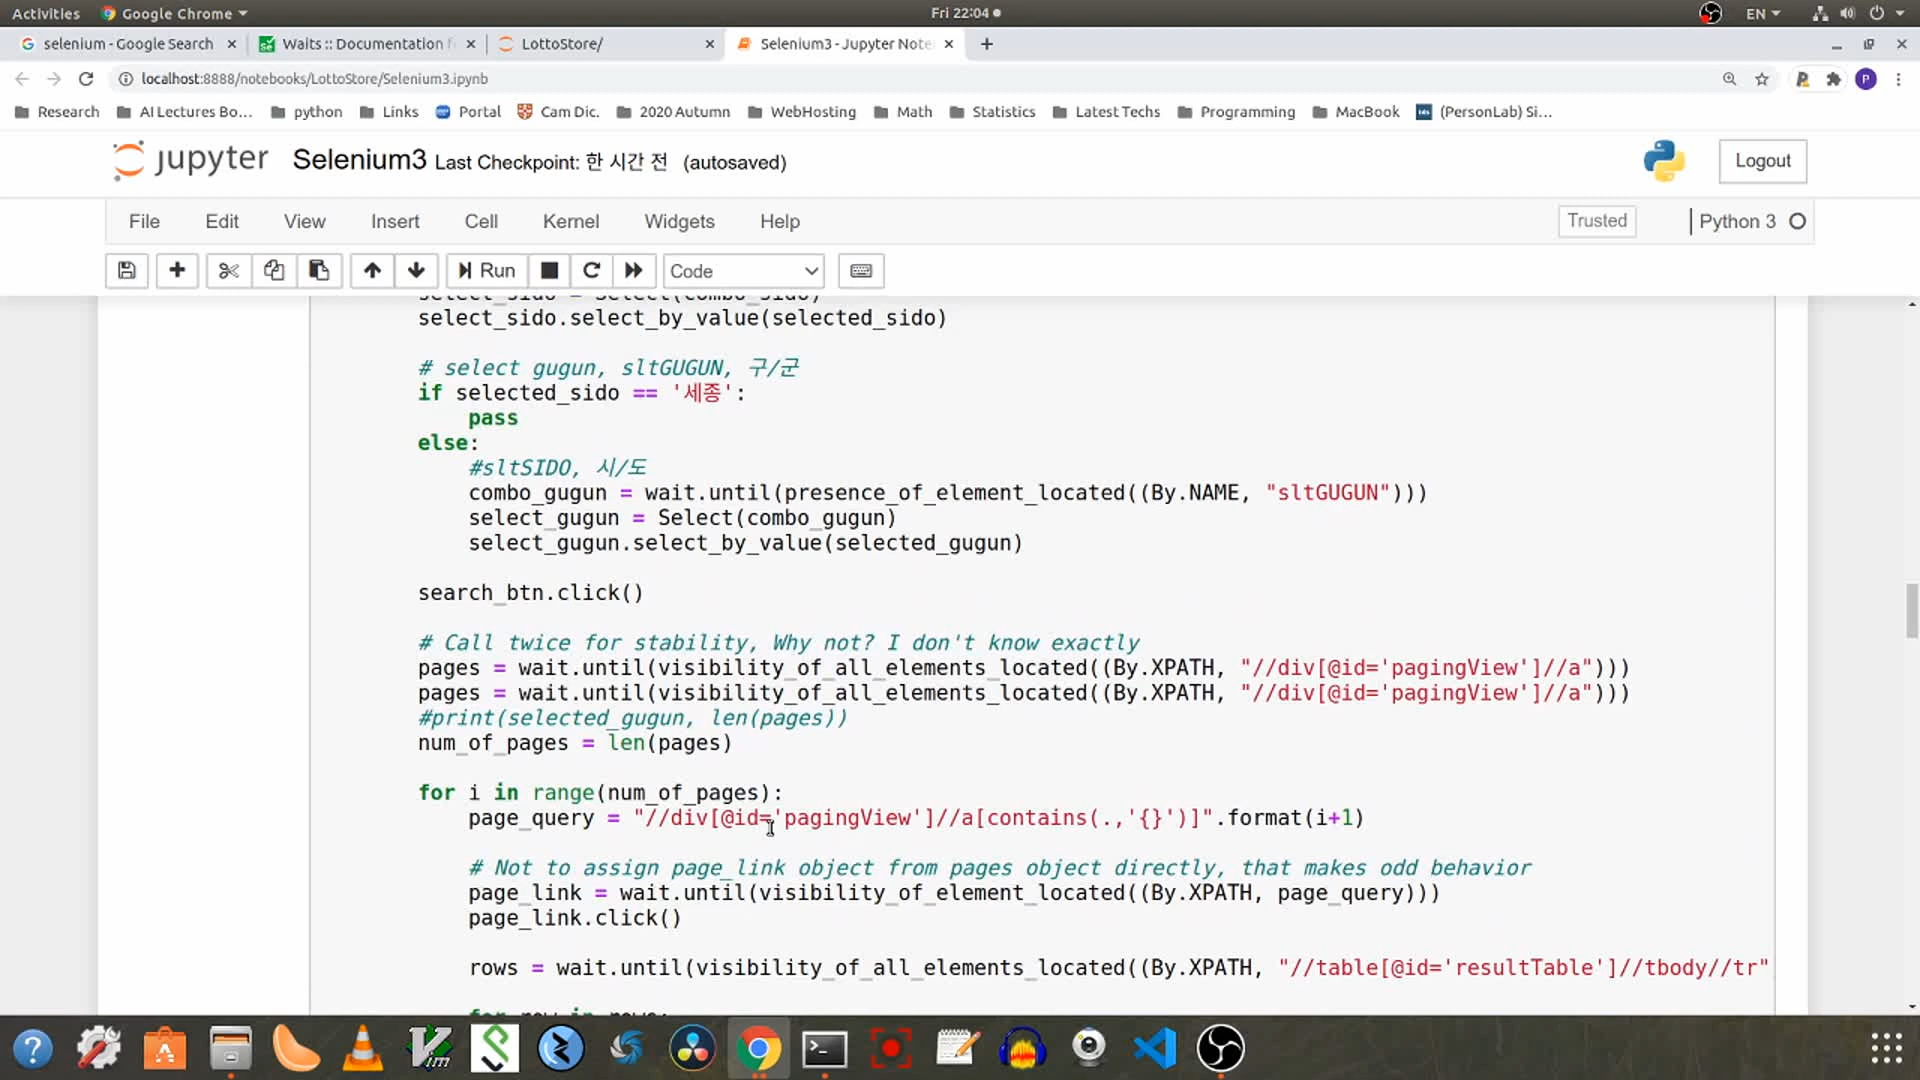 Activities Google Chrome Fri 22:04 EN
selenium - Google Search Waits :: Documentation f LottoStore/ Selenium3 - Jupyter Note
localhost:8888/notebooks/LottoStore/Selenium3.ipynb P
Research AI Lectures Bo... python Links Portal Cam Dic. 2020 Autumn WebHosting Math Statistics Latest Techs Programming MacBook (PersonLab) Si...
jupyter Selenium3 Last Checkpoint: 한 시간 전 (autosaved) Logout
File Edit View Insert Cell Kernel Widgets Help Trusted Python 3
Run Code
select_sido = Select(combo_sido)
select_sido.select_by_value(selected_sido)
# select gugun, sltGUGUN, 구/군
if selected_sido == '세종':
pass
else:
#sltSIDO, 시/도
combo_gugun = wait.until(presence_of_element_located((By.NAME, "sltGUGUN")))
select_gugun = Select(combo_gugun)
select_gugun.select_by_value(selected_gugun)
search_btn.click()
# Call twice for stability, Why not? I don't know exactly
pages = wait.until(visibility_of_all_elements_located((By.XPATH, "//div[@id='pagingView']//a")))
pages = wait.until(visibility_of_all_elements_located((By.XPATH, "//div[@id='pagingView']//a")))
#print(selected_gugun, len(pages))
num_of_pages = len(pages)
for i in range(num_of_pages):
page_query = "//div[@id='pagingView']//a[contains(.,'{}')]".format(i+1)
# Not to assign page_link object from pages object directly, that makes odd behavior
page_link = wait.until(visibility_of_element_located((By.XPATH, page_query)))
page_link.click()
rows = wait.until(visibility_of_all_elements_located((By.XPATH, "//table[@id='resultTable']//tbody//tr"
for row in rows: